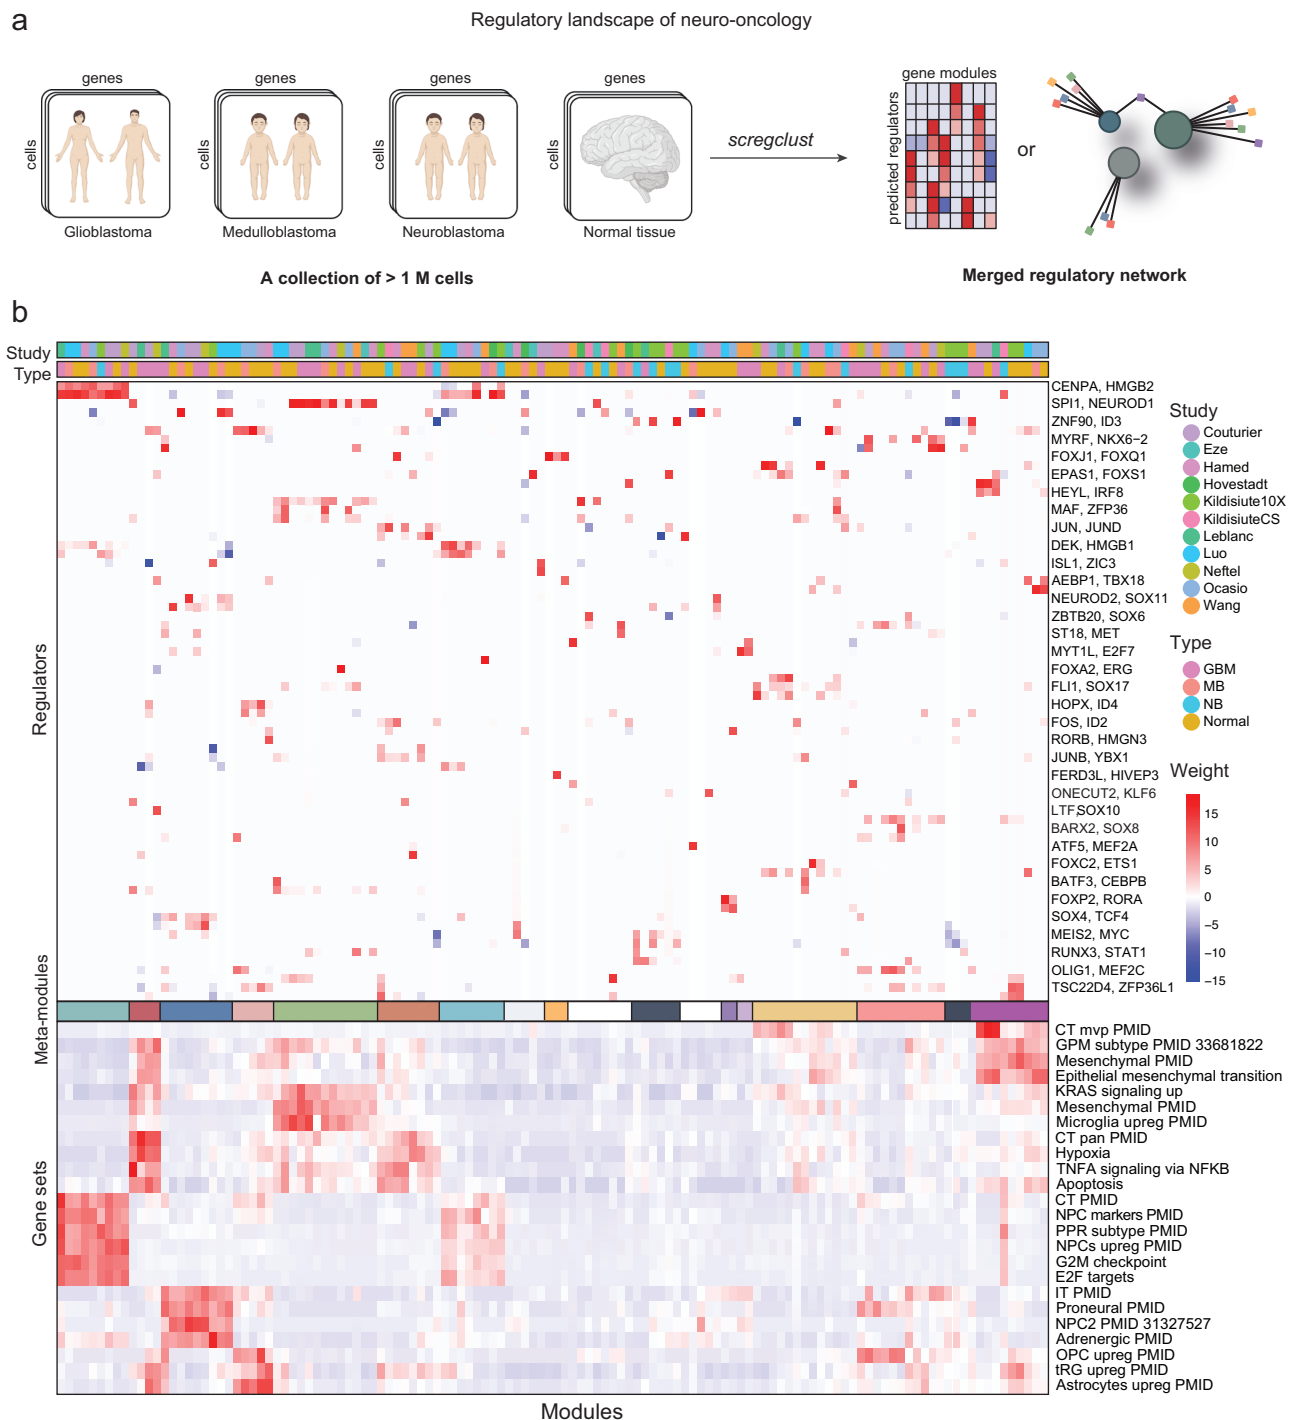 a
Regulatory landscape of neuro-oncology
genes
genes
genes
genes
cells
cells
cells
cells
Glioblastoma
Medulloblastoma
Neuroblastoma
Normal tissue
A collection of > 1 M cells
scregclust
gene modules
predicted regulators
or
Merged regulatory network
b
Study
Type
Regulators
Meta-modules
Gene sets
Modules
CENPA, HMGB2
SPI1, NEUROD1
ZNF90, ID3
MYRF, NKX6−2
FOXJ1, FOXQ1
EPAS1, FOXS1
HEYL, IRF8
MAF, ZFP36
JUN, JUND
DEK, HMGB1
ISL1, ZIC3
AEBP1, TBX18
NEUROD2, SOX11
ZBTB20, SOX6
ST18, MET
MYT1L, E2F7
FOXA2, ERG
FLI1, SOX17
HOPX, ID4
FOS, ID2
RORB, HMGN3
JUNB, YBX1
FERD3L, HIVEP3
ONECUT2, KLF6
LTF,SOX10
BARX2, SOX8
ATF5, MEF2A
FOXC2, ETS1
BATF3, CEBPB
FOXP2, RORA
SOX4, TCF4
MEIS2, MYC
RUNX3, STAT1
OLIG1, MEF2C
TSC22D4, ZFP36L1
CT mvp PMID
GPM subtype PMID 33681822
Mesenchymal PMID
Epithelial mesenchymal transition
KRAS signaling up
Mesenchymal PMID
Microglia upreg PMID
CT pan PMID
Hypoxia
TNFA signaling via NFKB
Apoptosis
CT PMID
NPC markers PMID
PPR subtype PMID
NPCs upreg PMID
G2M checkpoint
E2F targets
IT PMID
Proneural PMID
NPC2 PMID 31327527
Adrenergic PMID
OPC upreg PMID
tRG upreg PMID
Astrocytes upreg PMID
Study
Couturier
Eze
Hamed
Hovestadt
Kildisiute10X
KildisiuteCS
Leblanc
Luo
Neftel
Ocasio
Wang
Type
GBM
MB
NB
Normal
Weight
15
10
5
0
−5
−10
−15